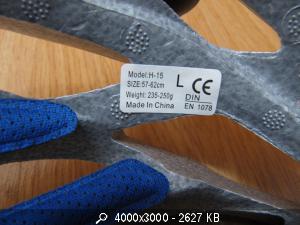 Model:H-15
SIZE:57-62cm
Weight: 235-250g
Made In China
L CE
DIN
EN 1078
4000x3000 - 2627 KB